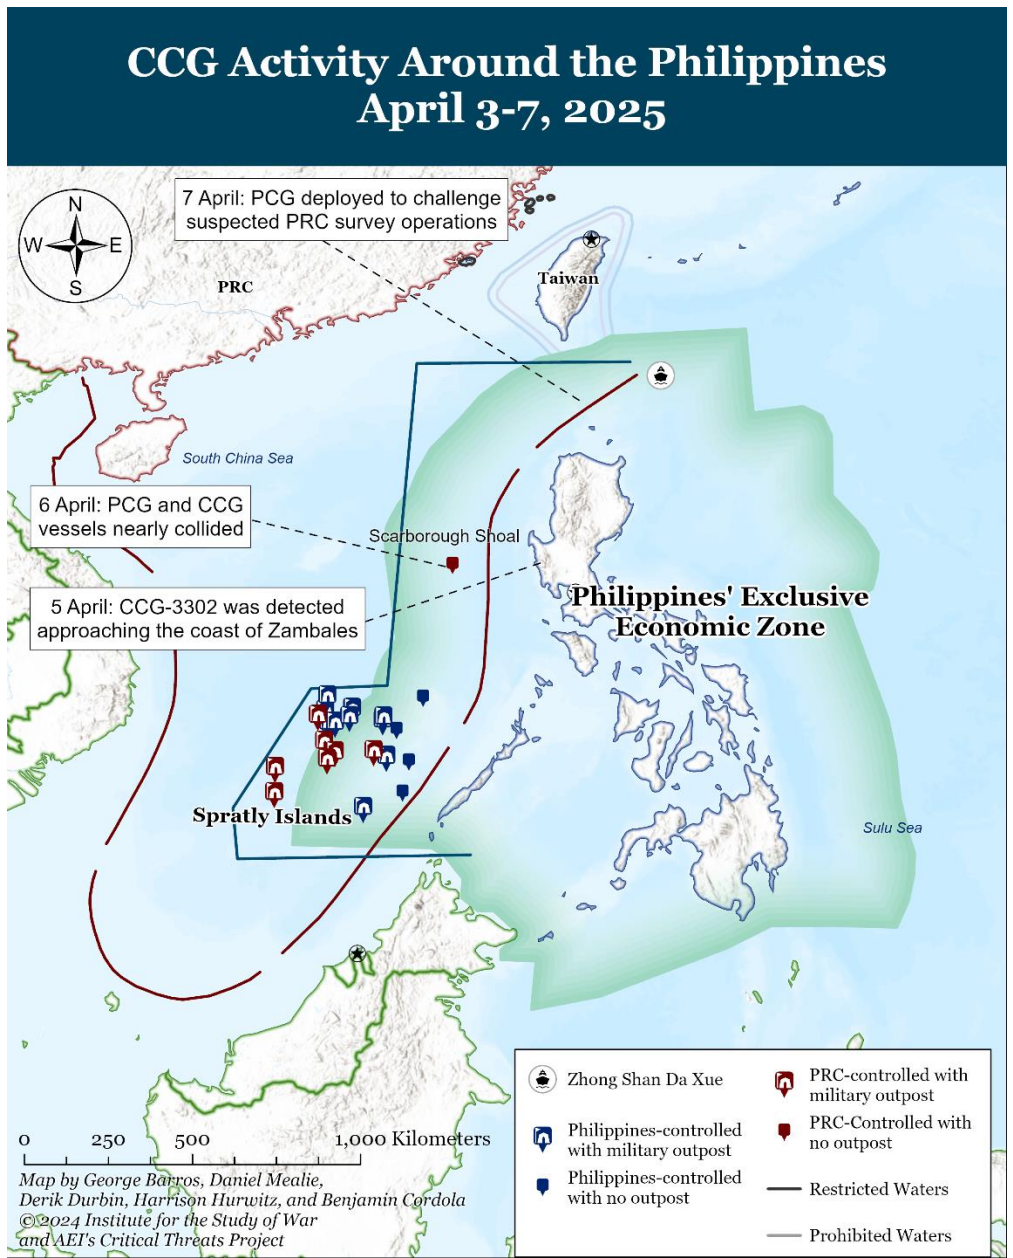 CCG Activity Around the Philippines
April 3-7, 2025
7 April: PCG deployed to challenge
suspected PRC survey operations
N
W
E
S
PRC
Taiwan
South China Sea
6 April: PCG and CCG
vessels nearly collided
Scarborough Shoal
5 April: CCG-3302 was detected
approaching the coast of Zambales
Philippines' Exclusive
Economic Zone
Spratly Islands
Sulu Sea
0 250 500 1,000 Kilometers
Map by George Barros, Daniel Mealie,
Derik Durbin, Harrison Hurwitz, and Benjamin Cordola
© 2024 Institute for the Study of War
and AEI's Critical Threats Project
Zhong Shan Da Xue
Philippines-controlled
with military outpost
Philippines-controlled
with no outpost
PRC-controlled with
military outpost
PRC-Controlled with
no outpost
Restricted Waters
Prohibited Waters